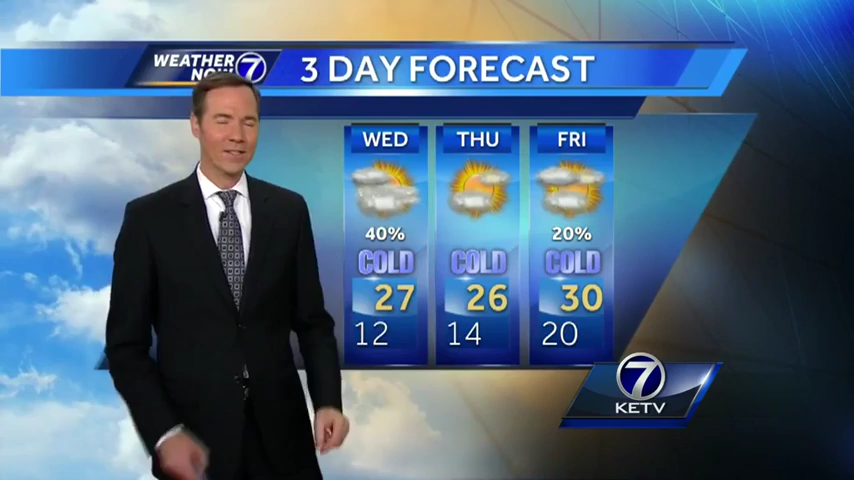 WEATHER
NOW 7
3 DAY FORECAST
WED THU FRI
40% 20%
COLD COLD COLD
27 26 30
12 14 20
7
KETV